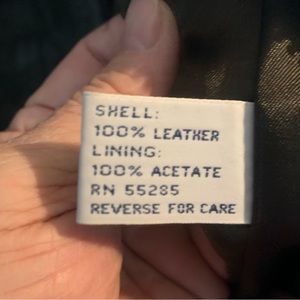 SHELL:
100% LEATHER
LINING:
100% ACETATE
RN 55285
REVERSE FOR CARE